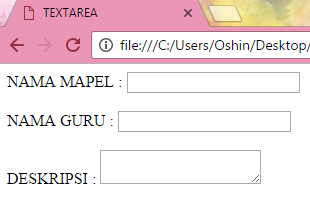 TEXTAREA
file:///C:/Users/Oshin/Desktop/
NAMA MAPEL :
NAMA GURU :
DESKRIPSI :